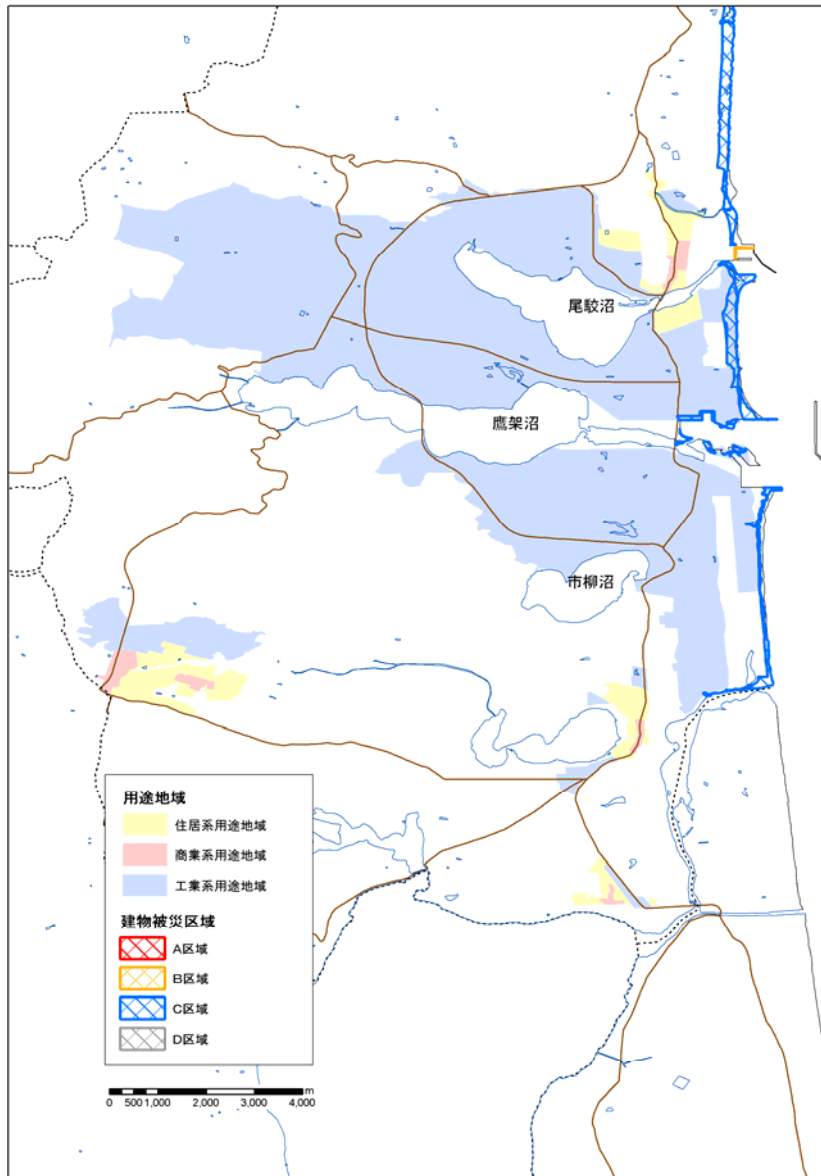 尾駮沼
鷹架沼
市柳沼
用途地域
住居系用途地域
商業系用途地域
工業系用途地域
建物被災区域
A区域
B区域
C区域
D区域
m
0 500 1,000 2,000 3,000 4,000